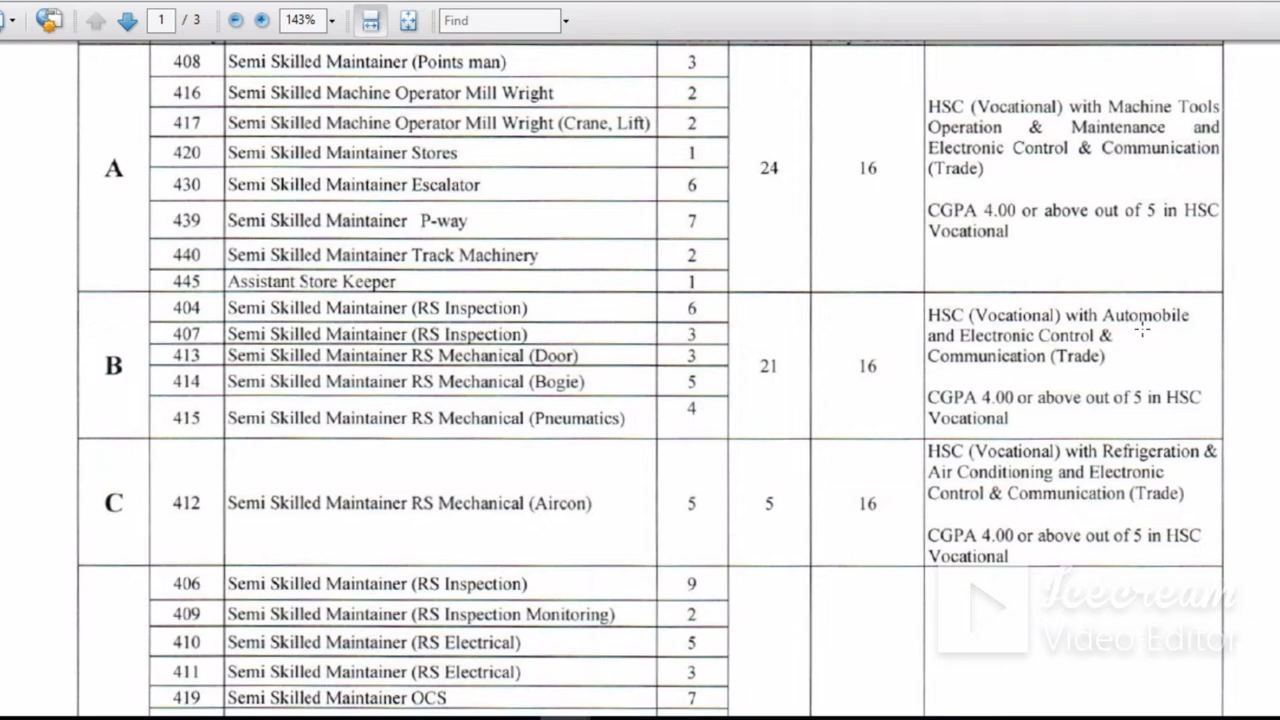 1 / 3
143%
Find
408 Semi Skilled Maintainer (Points man) 3
416 Semi Skilled Machine Operator Mill Wright 2
417 Semi Skilled Machine Operator Mill Wright (Crane, Lift) 2
420 Semi Skilled Maintainer Stores 1
430 Semi Skilled Maintainer Escalator 6
439 Semi Skilled Maintainer P-way 7
440 Semi Skilled Maintainer Track Machinery 2
445 Assistant Store Keeper 1
A
24
16
HSC (Vocational) with Machine Tools
Operation & Maintenance and
Electronic Control & Communication
(Trade)
CGPA 4.00 or above out of 5 in HSC
Vocational
404 Semi Skilled Maintainer (RS Inspection) 6
407 Semi Skilled Maintainer (RS Inspection) 3
413 Semi Skilled Maintainer RS Mechanical (Door) 3
414 Semi Skilled Maintainer RS Mechanical (Bogie) 5
415 Semi Skilled Maintainer RS Mechanical (Pneumatics) 4
B
21
16
HSC (Vocational) with Automobile
and Electronic Control &
Communication (Trade)
CGPA 4.00 or above out of 5 in HSC
Vocational
C
412 Semi Skilled Maintainer RS Mechanical (Aircon) 5
5
16
HSC (Vocational) with Refrigeration &
Air Conditioning and Electronic
Control & Communication (Trade)
CGPA 4.00 or above out of 5 in HSC
Vocational
406 Semi Skilled Maintainer (RS Inspection) 9
409 Semi Skilled Maintainer (RS Inspection Monitoring) 2
410 Semi Skilled Maintainer (RS Electrical) 5
411 Semi Skilled Maintainer (RS Electrical) 3
419 Semi Skilled Maintainer OCS 7
Icecream
Video Editor